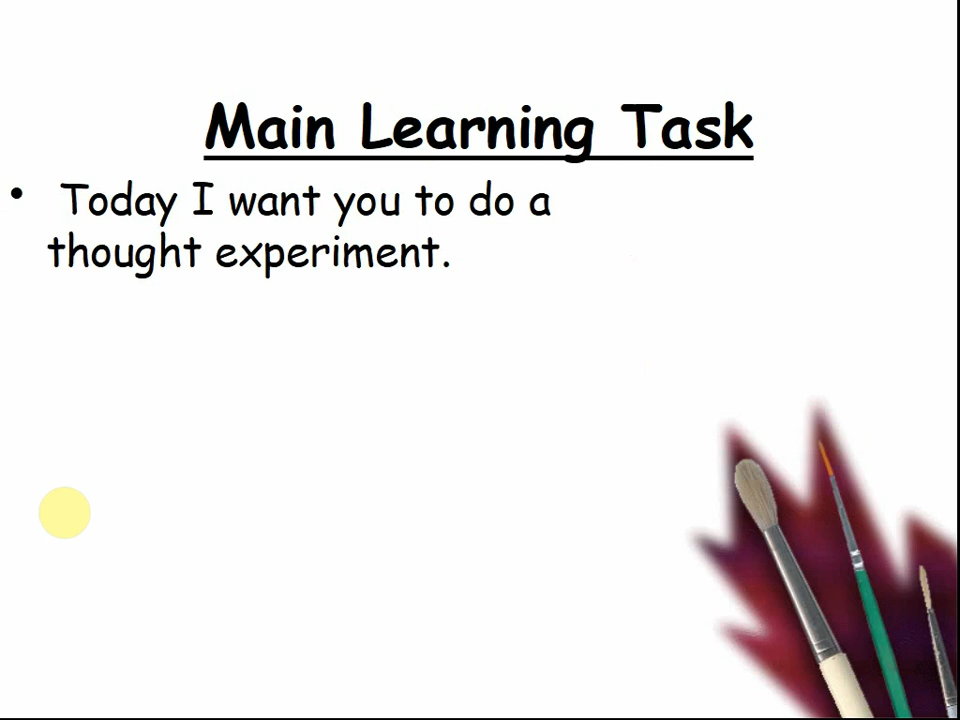 Main Learning Task
• Today I want you to do a
thought experiment.